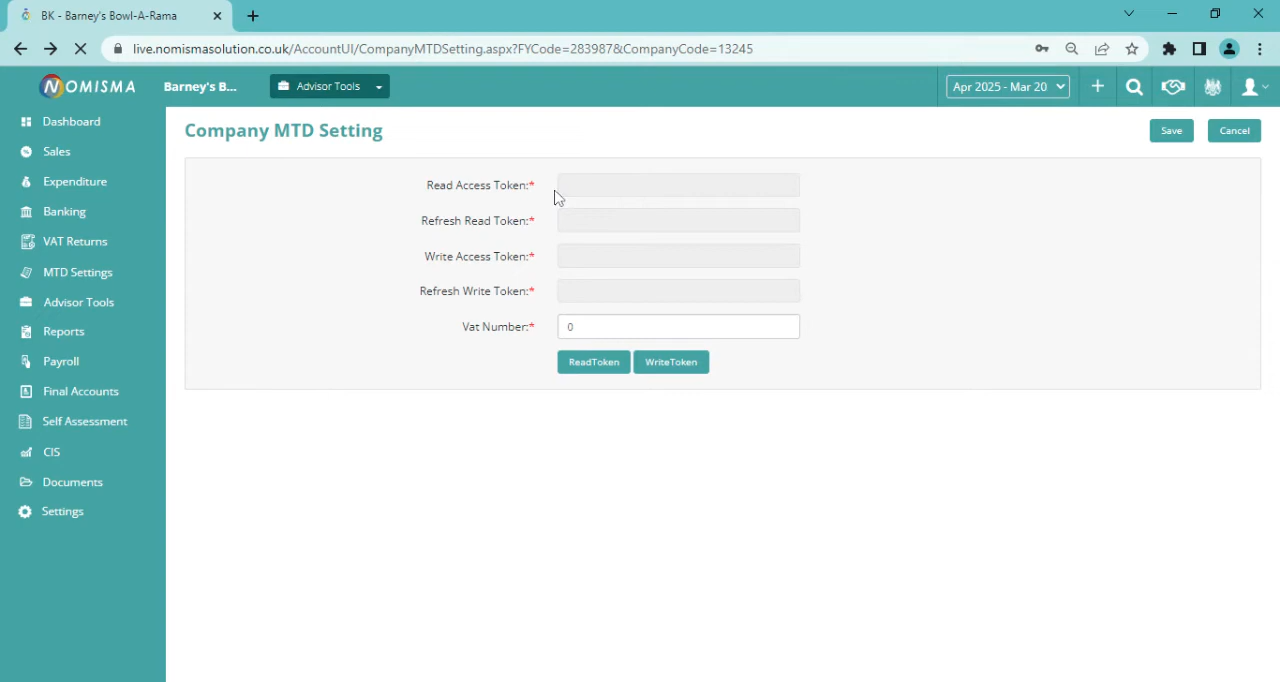 BK - Barney's Bowl-A-Rama
live.nomismasolution.co.uk/AccountUI/CompanyMTDSetting.aspx?FYCode=283987&CompanyCode=13245
NOMISMA
Barney's B...
Advisor Tools
Apr 2025 - Mar 20
Dashboard
Sales
Expenditure
Banking
VAT Returns
MTD Settings
Advisor Tools
Reports
Payroll
Final Accounts
Self Assessment
CIS
Documents
Settings
Company MTD Setting
Save
Cancel
Read Access Token:*
Refresh Read Token:*
Write Access Token:*
Refresh Write Token:*
Vat Number:*
0
ReadToken
WriteToken